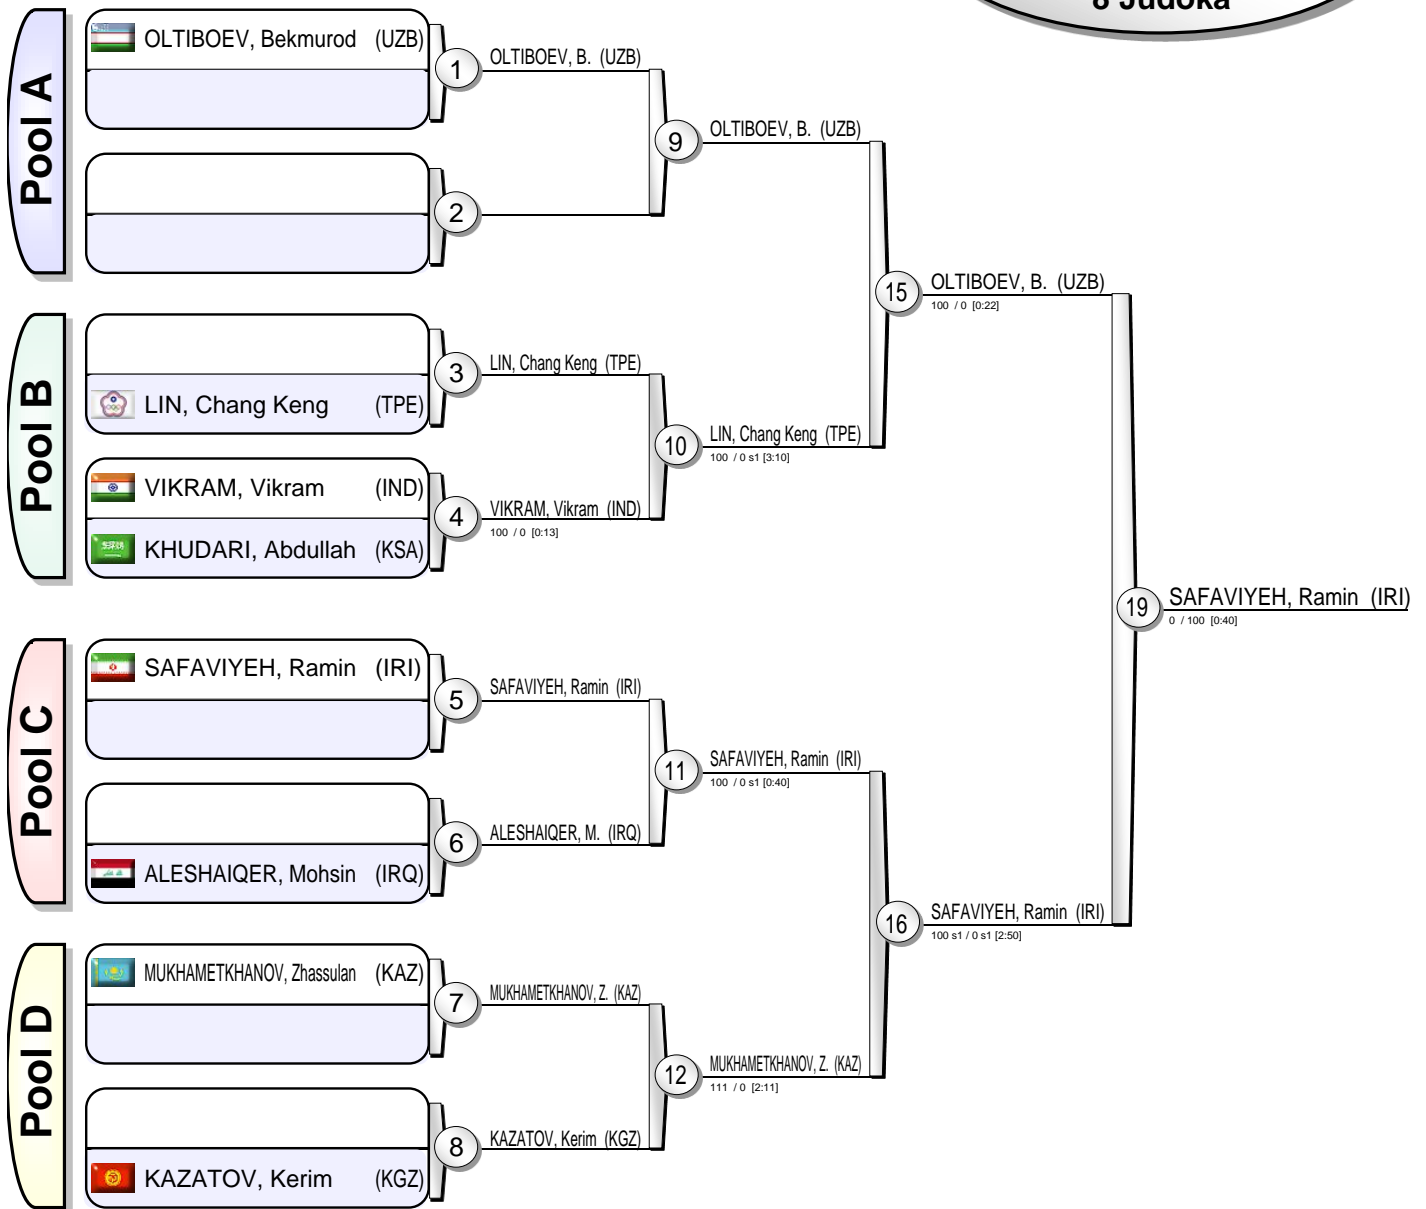 8 Judoka
Pool A
OLTIBOEV, Bekmurod (UZB)
1
OLTIBOEV, B. (UZB)
9
OLTIBOEV, B. (UZB)
2
15
OLTIBOEV, B. (UZB)
100 / 0 [0:22]
Pool B
3
LIN, Chang Keng (TPE)
LIN, Chang Keng (TPE)
10
LIN, Chang Keng (TPE)
100 / 0 s1 [3:10]
VIKRAM, Vikram (IND)
4
VIKRAM, Vikram (IND)
100 / 0 [0:13]
KHUDARI, Abdullah (KSA)
19
SAFAVIYEH, Ramin (IRI)
0 / 100 [0:40]
Pool C
SAFAVIYEH, Ramin (IRI)
5
SAFAVIYEH, Ramin (IRI)
11
SAFAVIYEH, Ramin (IRI)
100 / 0 s1 [0:40]
6
ALESHAIQER, M. (IRQ)
ALESHAIQER, Mohsin (IRQ)
16
SAFAVIYEH, Ramin (IRI)
100 s1 / 0 s1 [2:50]
Pool D
MUKHAMETKHANOV, Zhassulan (KAZ)
7
MUKHAMETKHANOV, Z. (KAZ)
12
MUKHAMETKHANOV, Z. (KAZ)
111 / 0 [2:11]
8
KAZATOV, Kerim (KGZ)
KAZATOV, Kerim (KGZ)